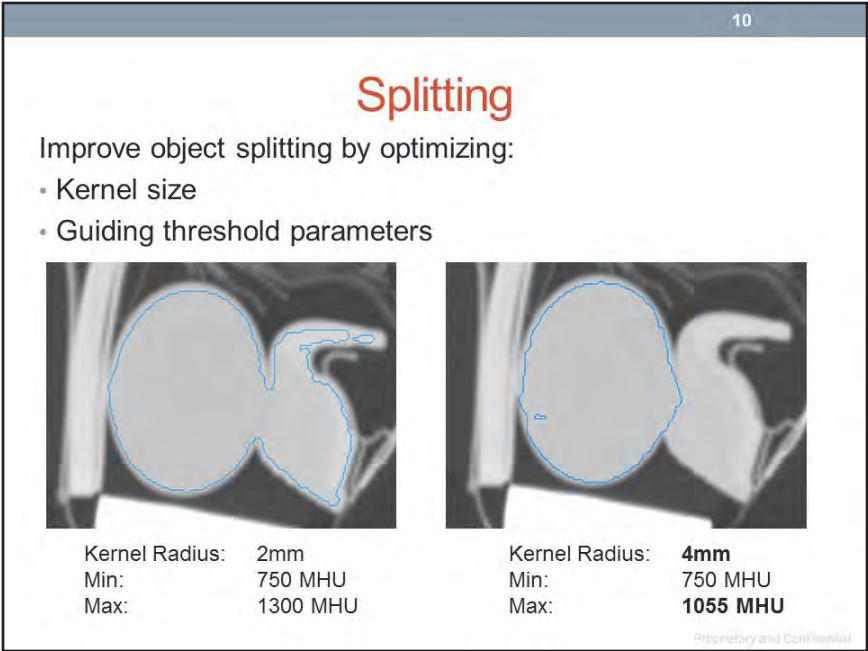 10
Splitting
Improve object splitting by optimizing:
• Kernel size
• Guiding threshold parameters
Kernel Radius: 2mm
Min: 750 MHU
Max: 1300 MHU
Kernel Radius: 4mm
Min: 750 MHU
Max: 1055 MHU
Proprietary and Confidential